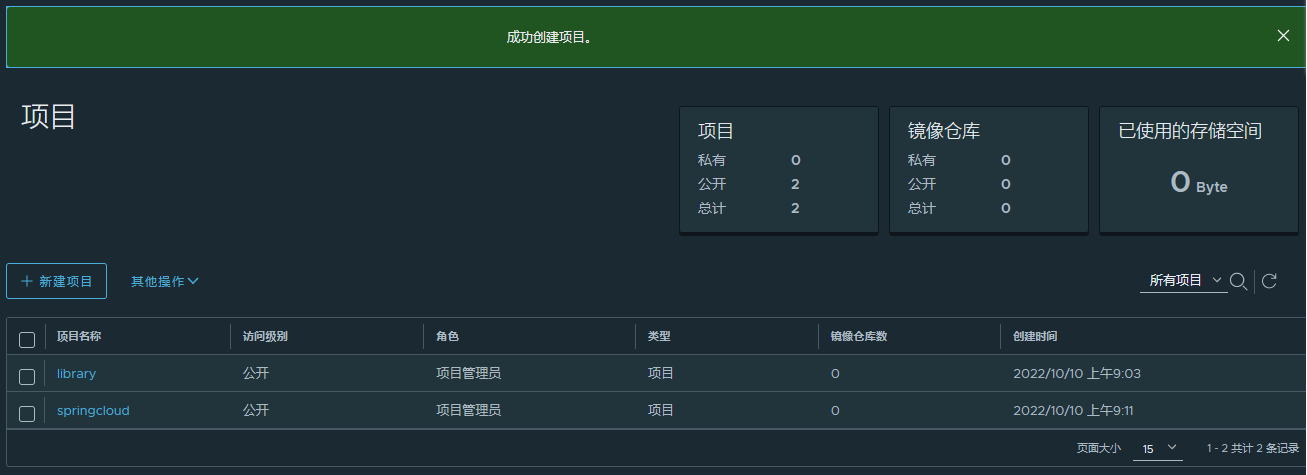 成功创建项目。
项目
项目
私有 0
公开 2
总计 2
镜像仓库
私有 0
公开 0
总计 0
已使用的存储空间
0 Byte
新建项目 其他操作 所有项目
项目名称 访问级别 角色 类型 镜像仓库数 创建时间
library 公开 项目管理员 项目 0 2022/10/10 上午9:03
springcloud 公开 项目管理员 项目 0 2022/10/10 上午9:11
页面大小 15 1 - 2 共计 2 条记录